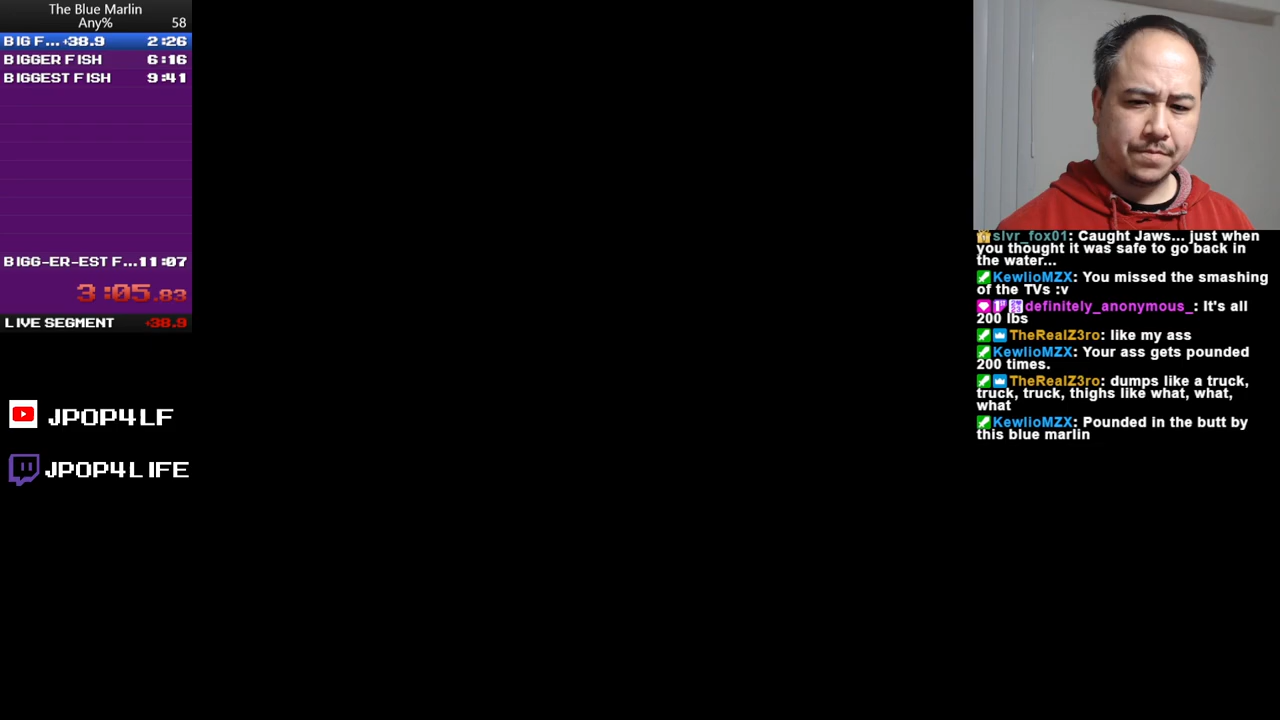 The Blue Marlin
Any% 58
BIG F... +38.9 2:26
BIGGER FISH 6:16
BIGGEST FISH 9:41
BIGG-ER-EST F... 11:07
3:05.83
LIVE SEGMENT +38.9
JPOP4LF
JPOP4LIFE
slvr_fox01: Caught Jaws... just when
you thought it was safe to go back in
the water...
KewlioMZX: You missed the smashing
of the TVs :v
definitely_anonymous_: It's all
200 lbs
TheRealZ3ro: like my ass
KewlioMZX: Your ass gets pounded
200 times.
TheRealZ3ro: dumps like a truck,
truck, truck, thighs like what, what,
what
KewlioMZX: Pounded in the butt by
this blue marlin